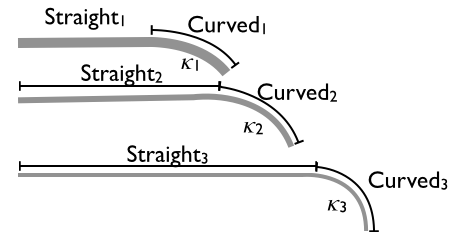 Straight₁ Curved₁
κ₁
Straight₂ Curved₂
κ₂
Straight₃ Curved₃
κ₃